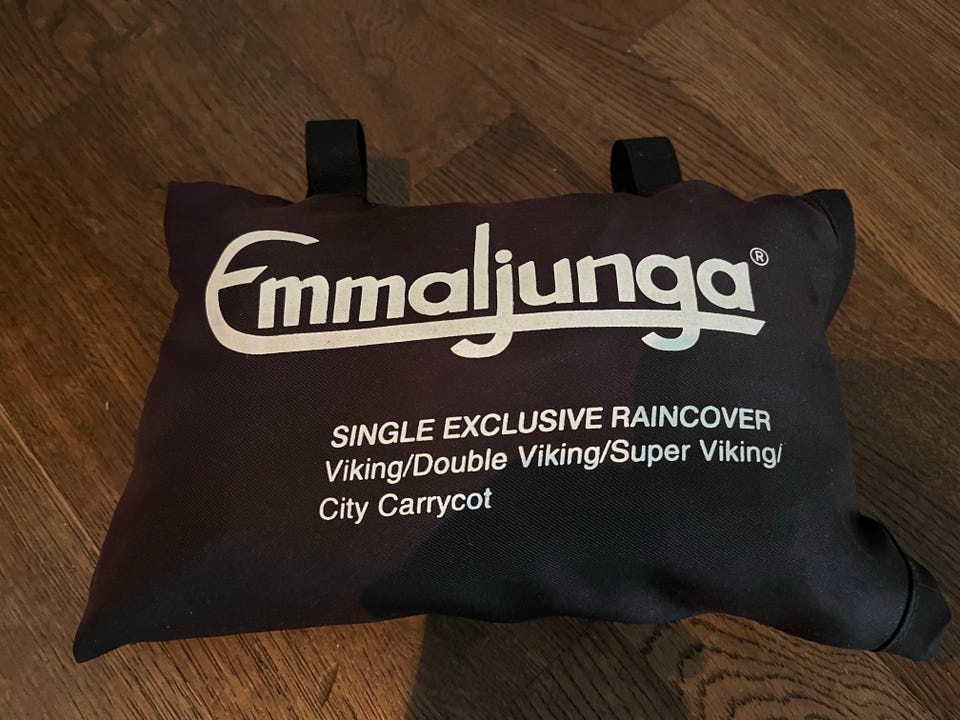 Emmaljunga®
SINGLE EXCLUSIVE RAINCOVER
Viking/Double Viking/Super Viking/
City Carrycot